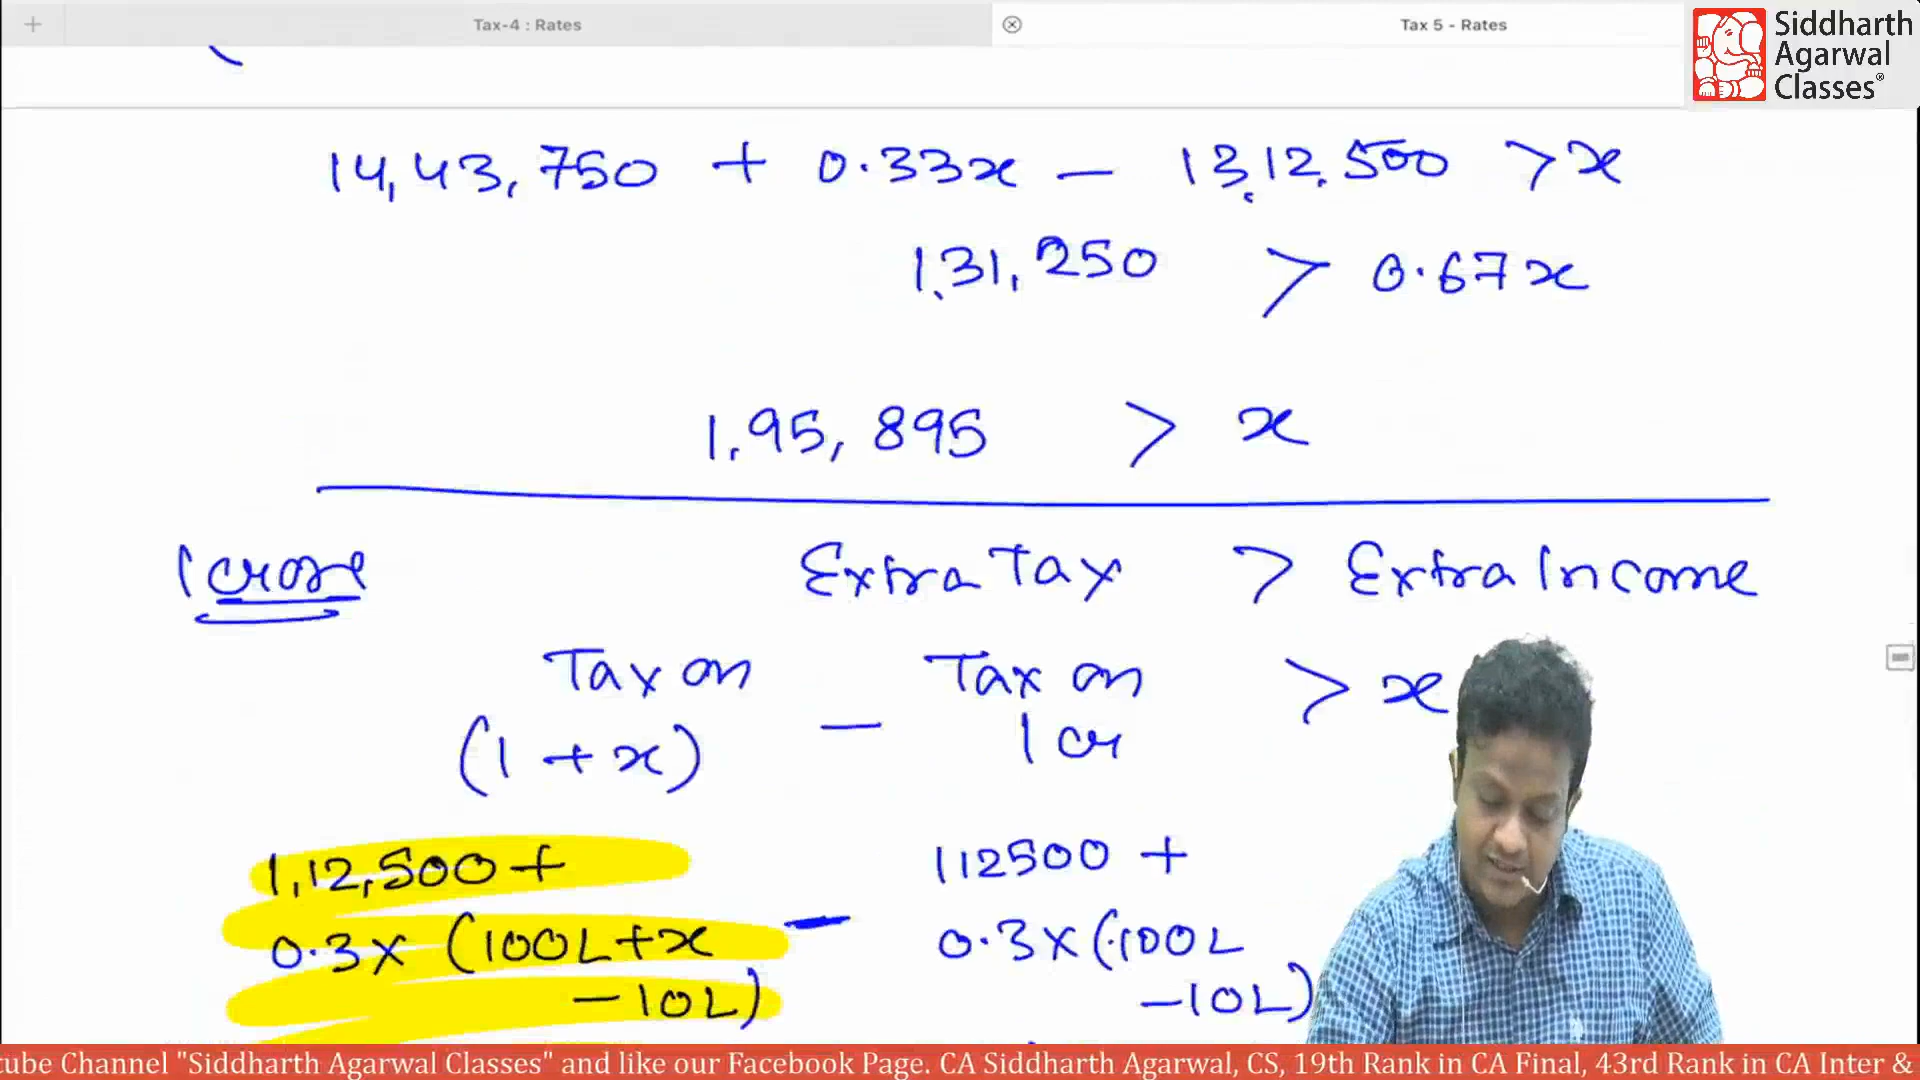 Tax-4 : Rates
Tax 5 - Rates
Siddharth
Agarwal
Classes®
14,43,750 + 0.33x - 13,12,500 > x
1,31,250 > 0.67x
1,95,895 > x
1 crore
Extra Tax > Extra Income
Tax on (1+x) - Tax on 1 cr > x
1,12,500 +
0.3x (100L+x
-10L)
-
112500 +
0.3x (100L
-10L)
tube Channel "Siddharth Agarwal Classes" and like our Facebook Page. CA Siddharth Agarwal, CS, 19th Rank in CA Final, 43rd Rank in CA Inter &